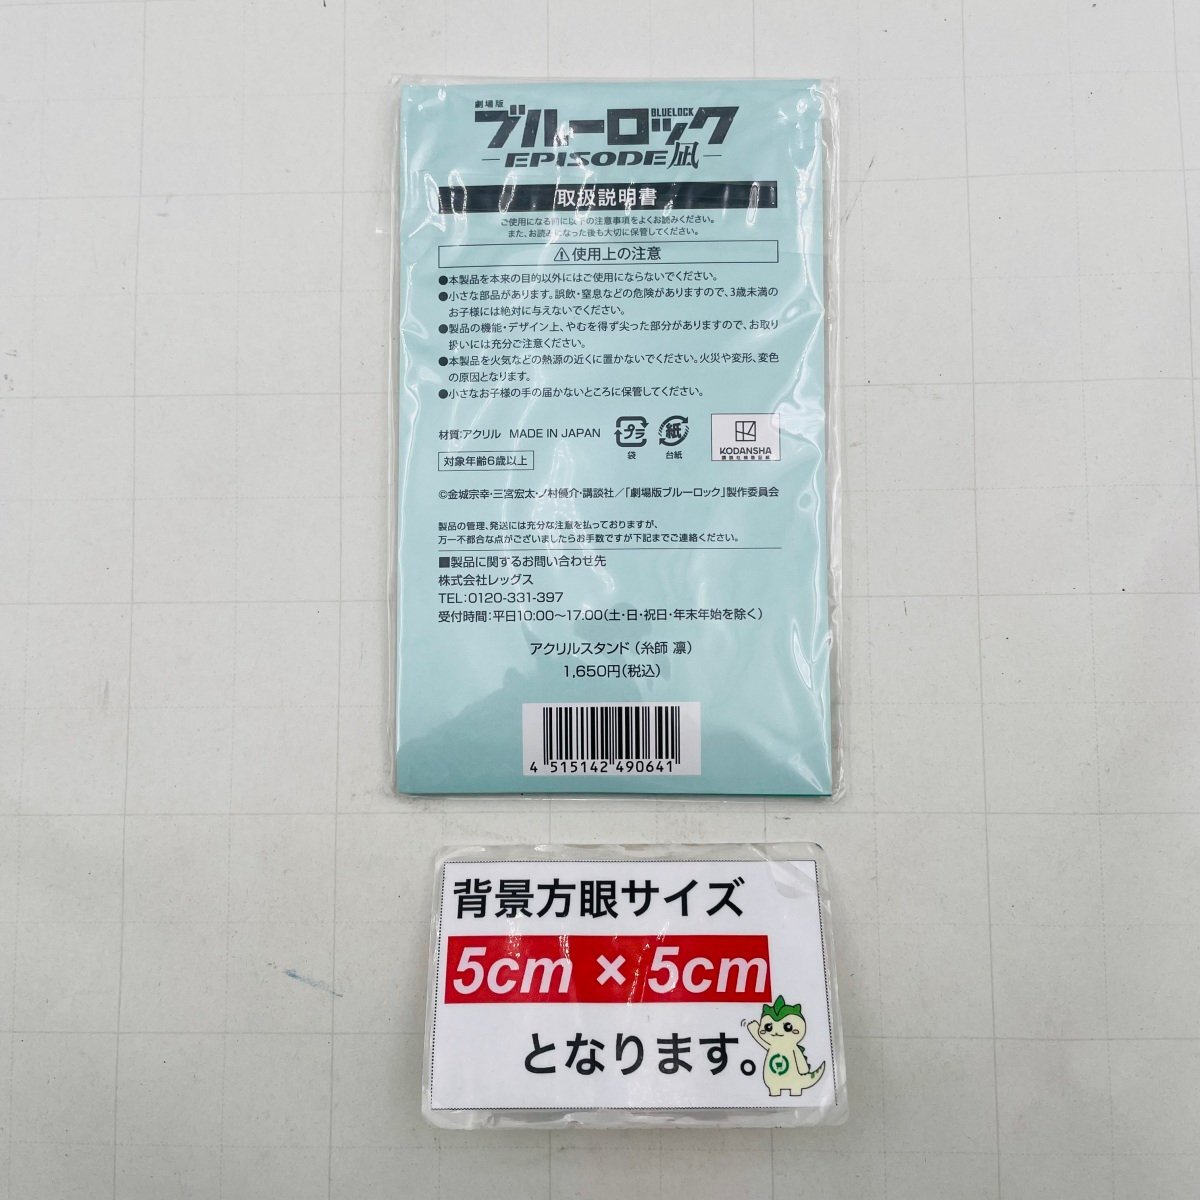 劇場版
ブルーロック
BLUELOCK
-EPISODE凪-
取扱説明書
ご使用になる前に以下の注意事項をよくお読みください。
また、お読みになった後も大切に保管してください。
⚠使用上の注意
●本製品を本来の目的以外にはご使用にならないでください。
●小さな部品があります。誤飲・窒息などの危険がありますので、3歳未満の
お子様には絶対に与えないでください。
●製品の機能・デザイン上、やむを得ず尖った部分がありますので、お取り
扱いには充分ご注意ください。
●本製品を火気などの熱源の近くに置かないでください。火災や変形、変色
の原因となります。
●小さなお子様の手の届かないところに保管してください。
材質:アクリル MADE IN JAPAN
プラ
袋
紙
台紙
KODANSHA
対象年齢6歳以上
©金城宗幸・三宮宏太・ノ村優介・講談社/「劇場版ブルーロック」製作委員会
製品の管理、発送には充分な注意を払っておりますが、
万一不都合な点がございましたらお手数ですが下記までご連絡ください。
■製品に関するお問い合わせ先
株式会社レッグス
TEL:0120-331-397
受付時間:平日10:00～17:00(土・日・祝日・年末年始を除く)
アクリルスタンド(糸師 凛)
1,650円(税込)
4 515142 490641
背景方眼サイズ
5cm × 5cm
となります。